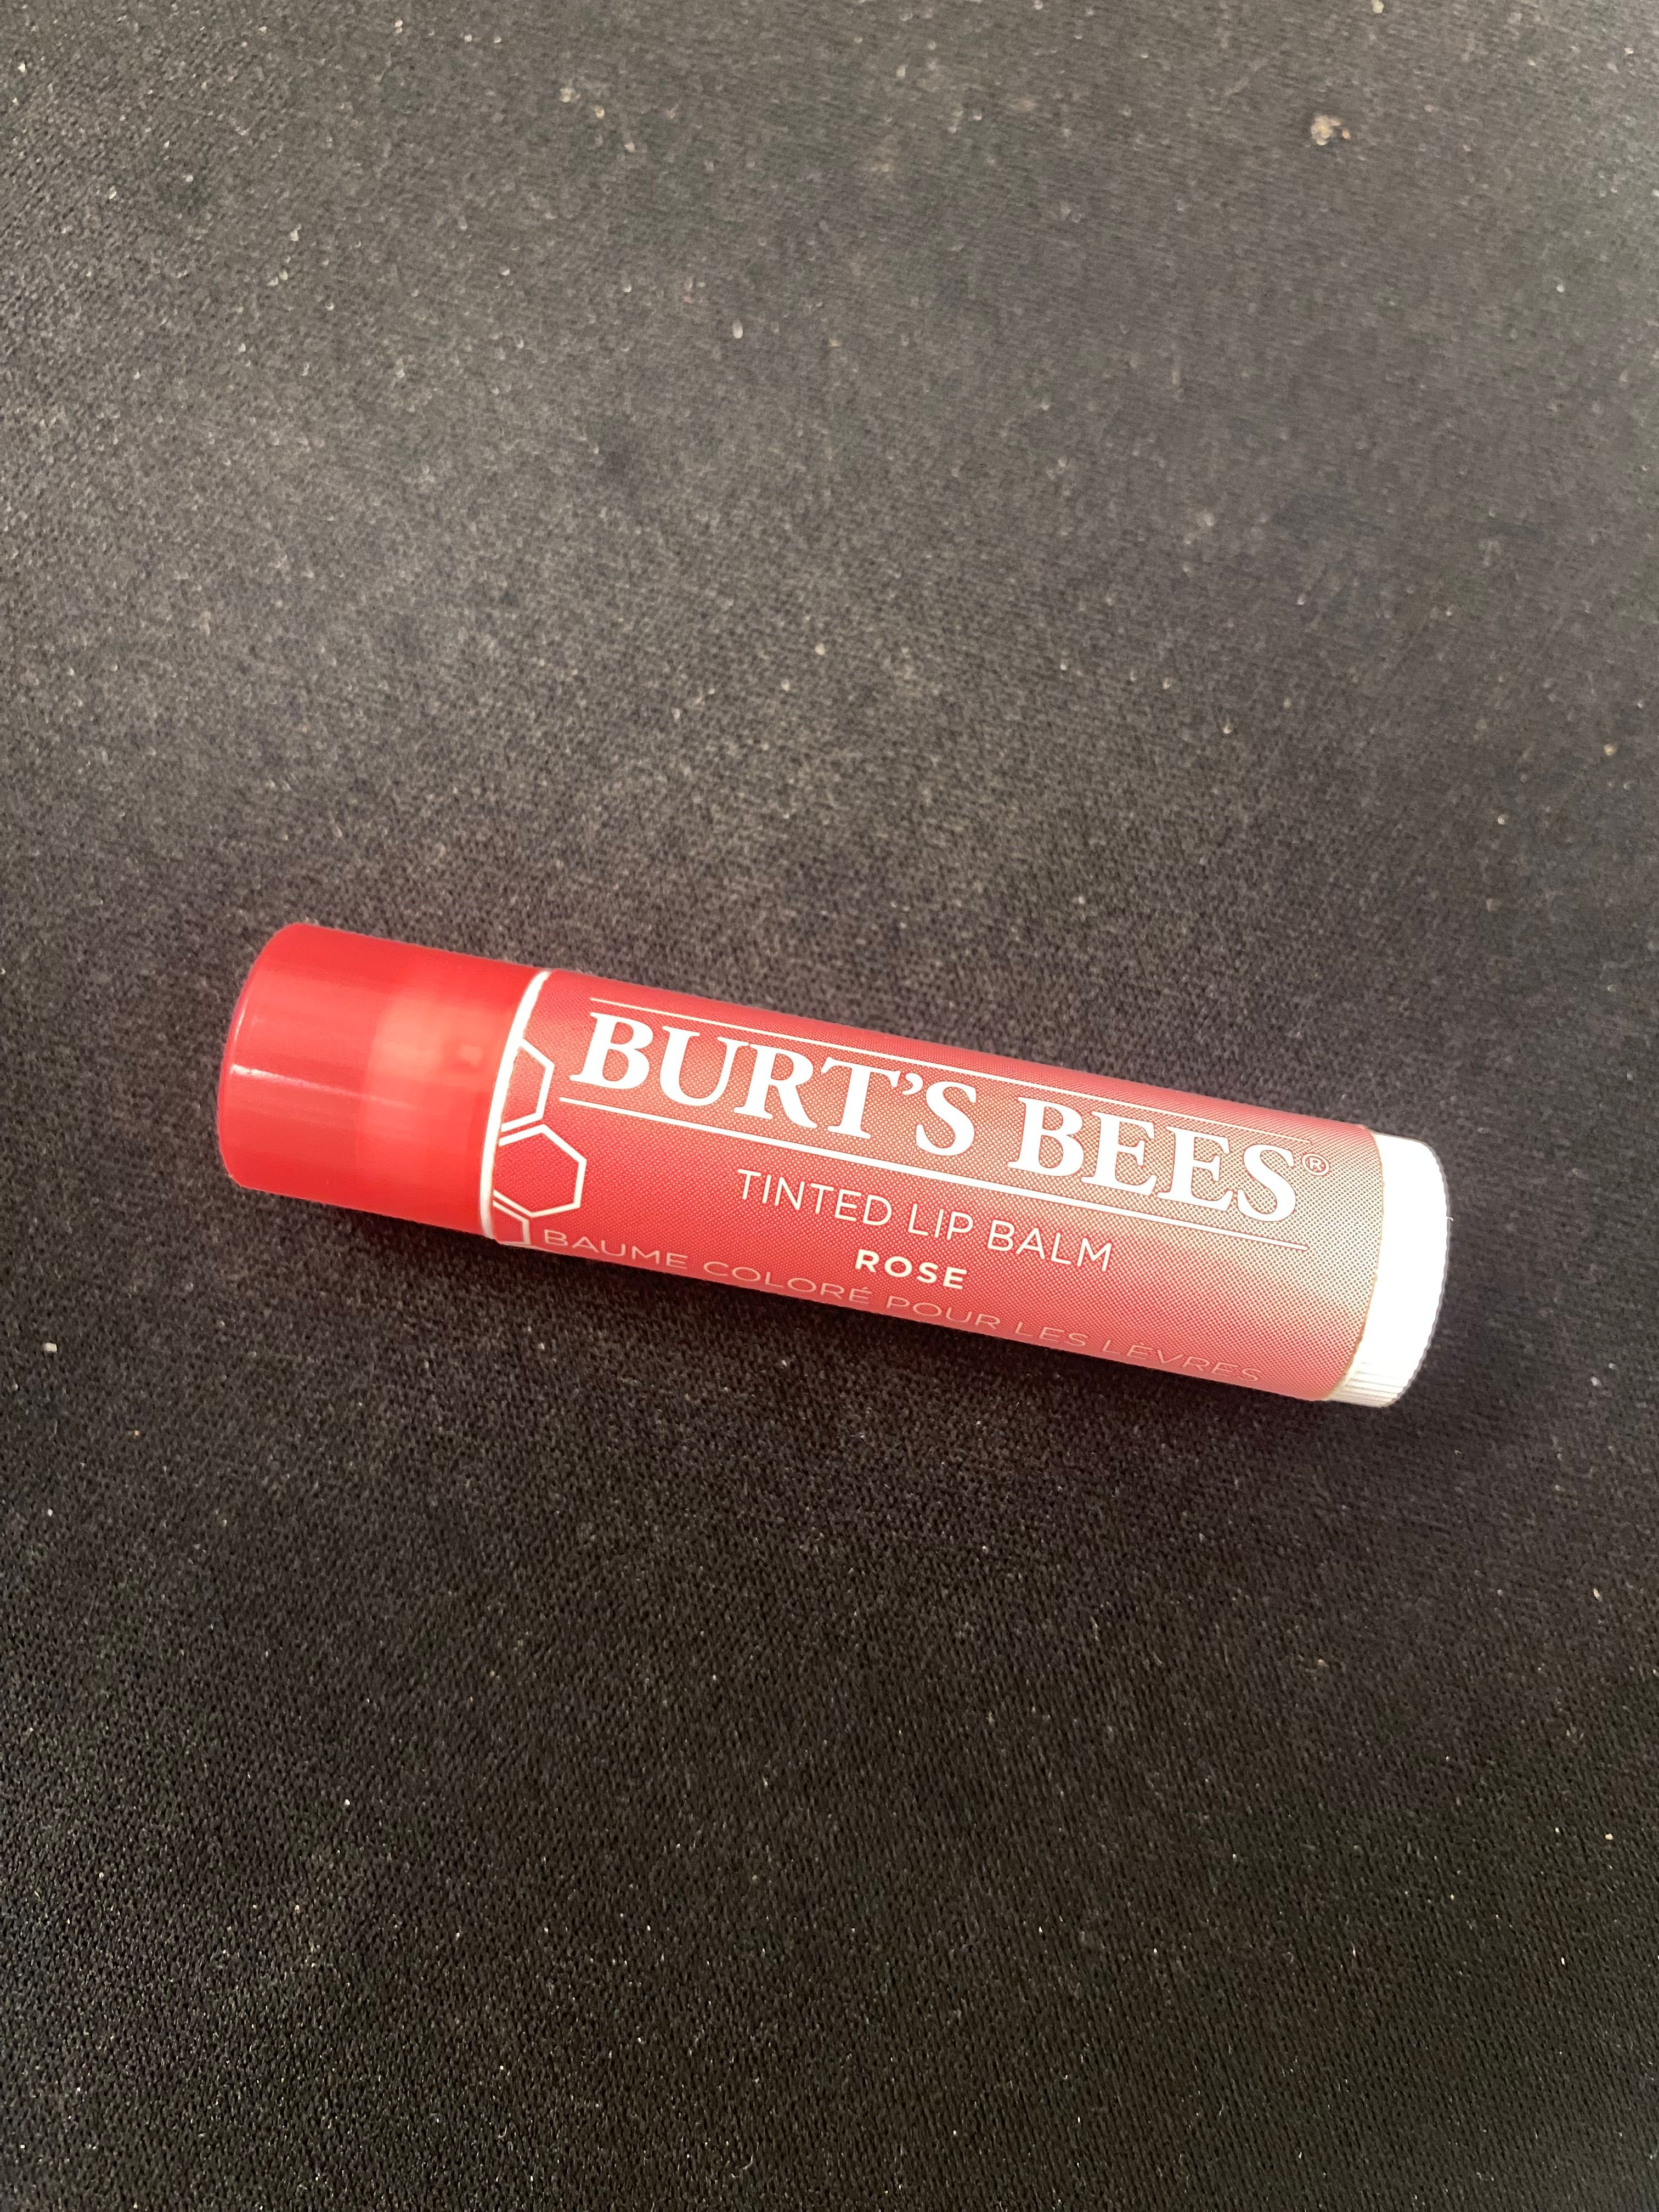 BURT'S BEES®
TINTED LIP BALM
ROSE
BAUME COLORÉ POUR LES LÈVRES